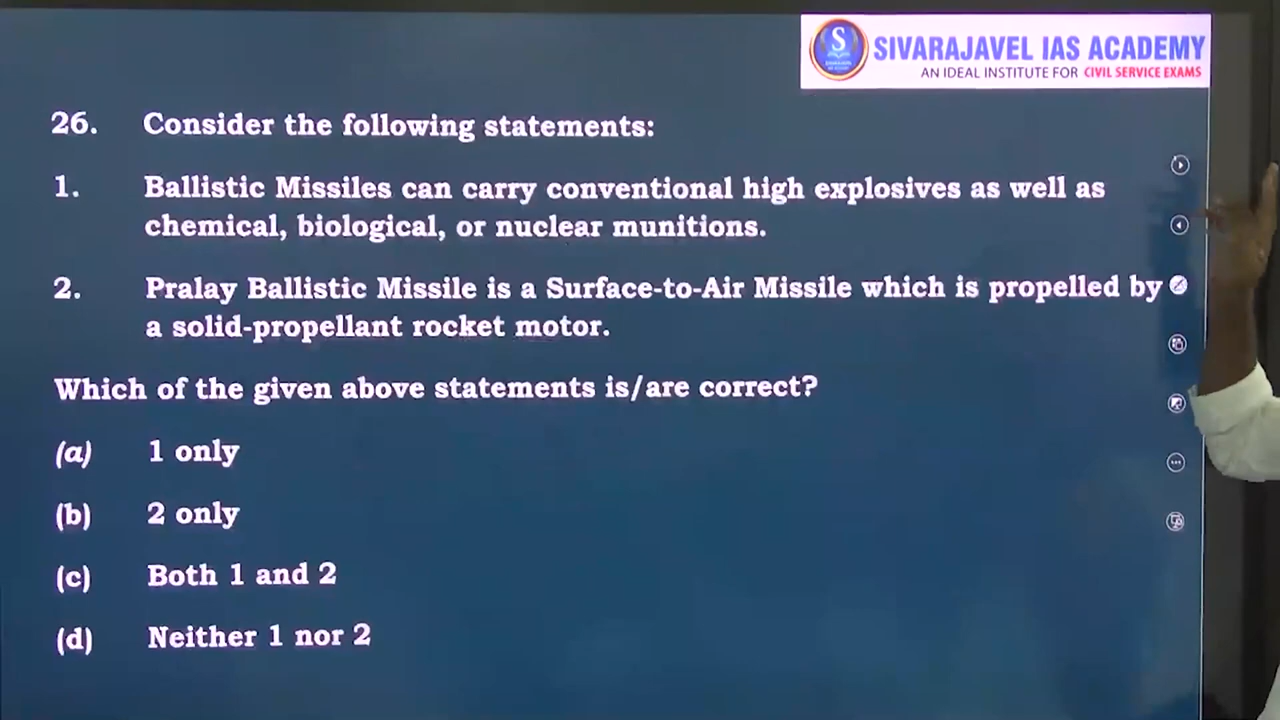 SIVARAJAVEL IAS ACADEMY
AN IDEAL INSTITUTE FOR CIVIL SERVICE EXAMS
26. Consider the following statements:
1. Ballistic Missiles can carry conventional high explosives as well as
chemical, biological, or nuclear munitions.
2. Pralay Ballistic Missile is a Surface-to-Air Missile which is propelled by
a solid-propellant rocket motor.
Which of the given above statements is/are correct?
(a) 1 only
(b) 2 only
(c) Both 1 and 2
(d) Neither 1 nor 2